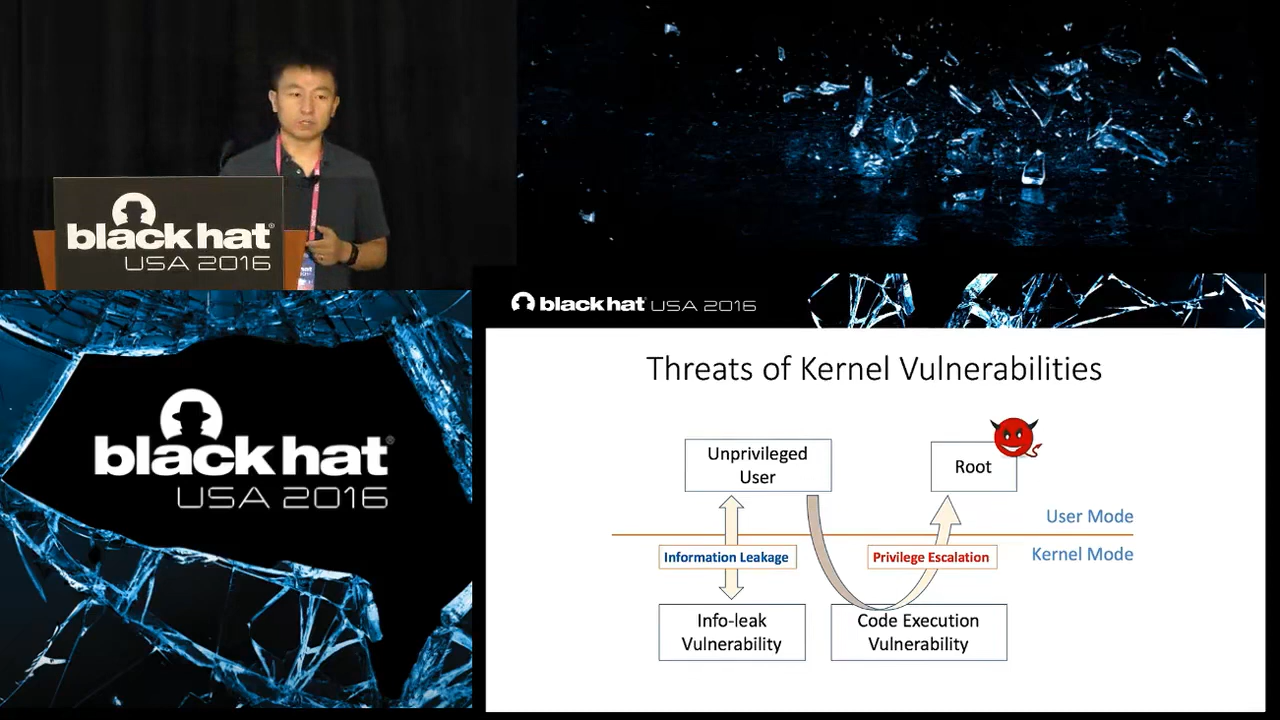 black hat®
USA 2016
black hat®
USA 2016
black hat USA 2016
Threats of Kernel Vulnerabilities
Unprivileged
User
Root
User Mode
Information Leakage
Privilege Escalation
Kernel Mode
Info-leak
Vulnerability
Code Execution
Vulnerability